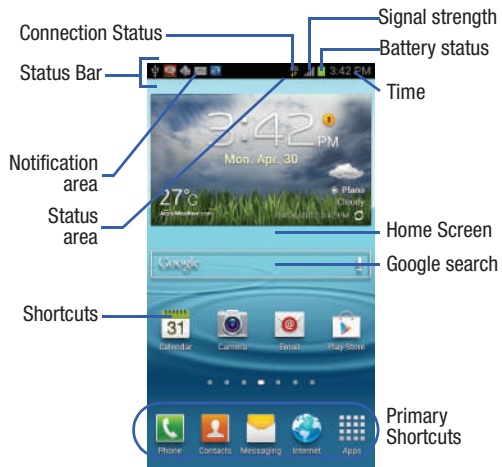 Connection Status
Signal strength
Battery status
Status Bar
3:42 PM
Time
3:42 PM
Mon. Apr. 30
Notification
area
27°C
AccuWeather.com
Plano
Cloudy
Status
area
Home Screen
Google
Google search
Shortcuts
31
Calendar
Camera
Email
Play Store
Primary
Shortcuts
Phone
Contacts
Messaging
Internet
Apps